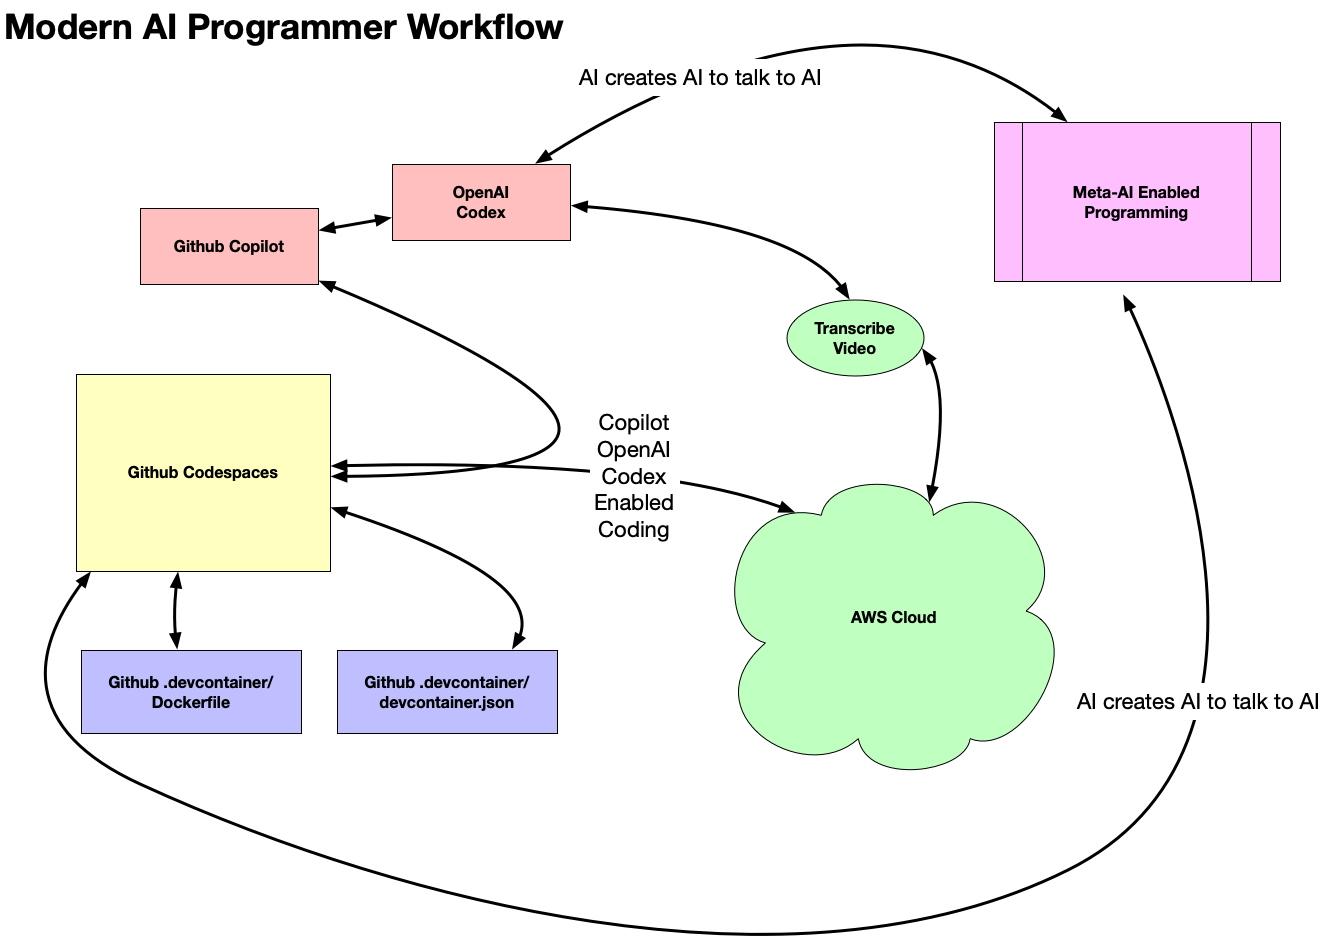 Modern AI Programmer Workflow
AI creates AI to talk to AI
OpenAI
Codex
Meta-AI Enabled
Programming
Github Copilot
Transcribe
Video
Github Codespaces
Copilot
OpenAI
Codex
Enabled
Coding
AWS Cloud
Github .devcontainer/
Dockerfile
Github .devcontainer/
devcontainer.json
AI creates AI to talk to AI